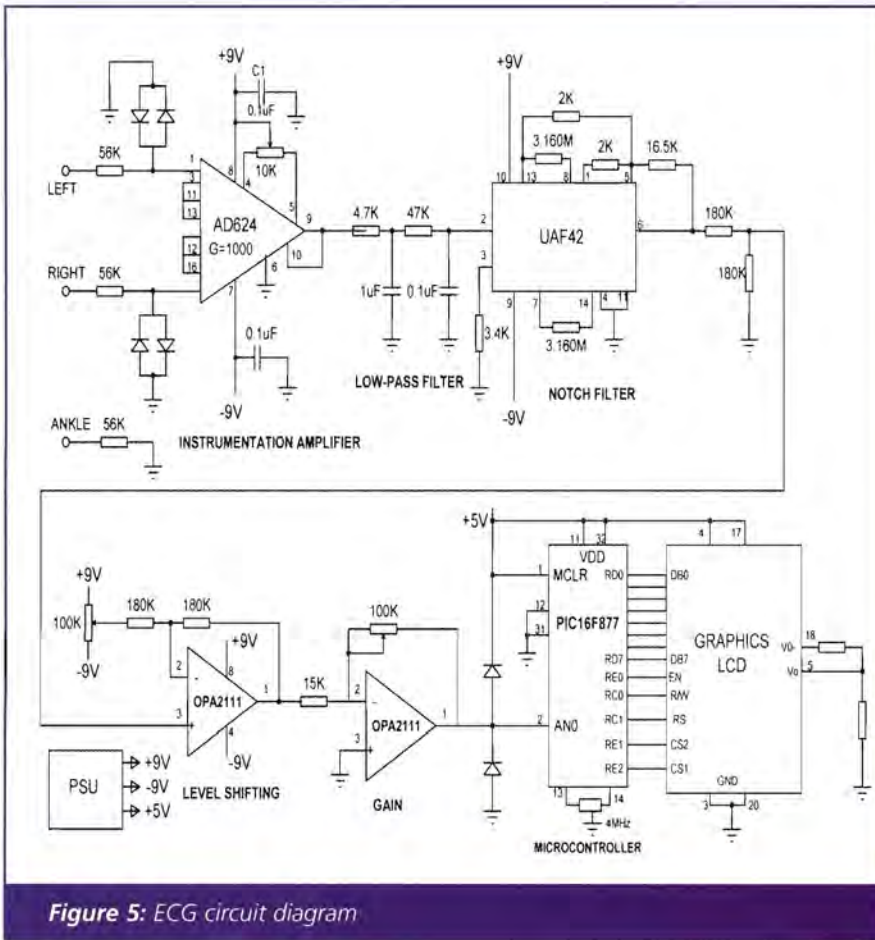 +9V
C1
0.1uF
56K
LEFT
1
3
11
13
12
16
8
4
10K
5
AD624
G=1000
9
10
6
7
RIGHT
56K
0.1uF
-9V
ANKLE
56K
INSTRUMENTATION AMPLIFIER
4.7K
47K
1uF
0.1uF
LOW-PASS FILTER
+9V
2K
3.160M
2K
16.5K
10
13
8
1
5
2
3
UAF42
6
180K
180K
9
7
14
4
11
3.4K
3.160M
-9V
NOTCH FILTER
+9V
100K
-9V
180K
180K
+9V
2
-
8
OPA2111
1
3
+
4
-9V
LEVEL SHIFTING
15K
100K
2
-
OPA2111
1
3
+
GAIN
PSU
+9V
-9V
+5V
+5V
11
32
VDD
1
MCLR
12
31
PIC16F877
2
AN0
RD0
RD7
RE0
RC0
RC1
RE1
RE2
13
14
4MHz
MICROCONTROLLER
4
17
DB0
GRAPHICS
LCD
DB7
EN
R/W
RS
CS2
CS1
V0-
18
Vo
5
GND
3
20
Figure 5: ECG circuit diagram